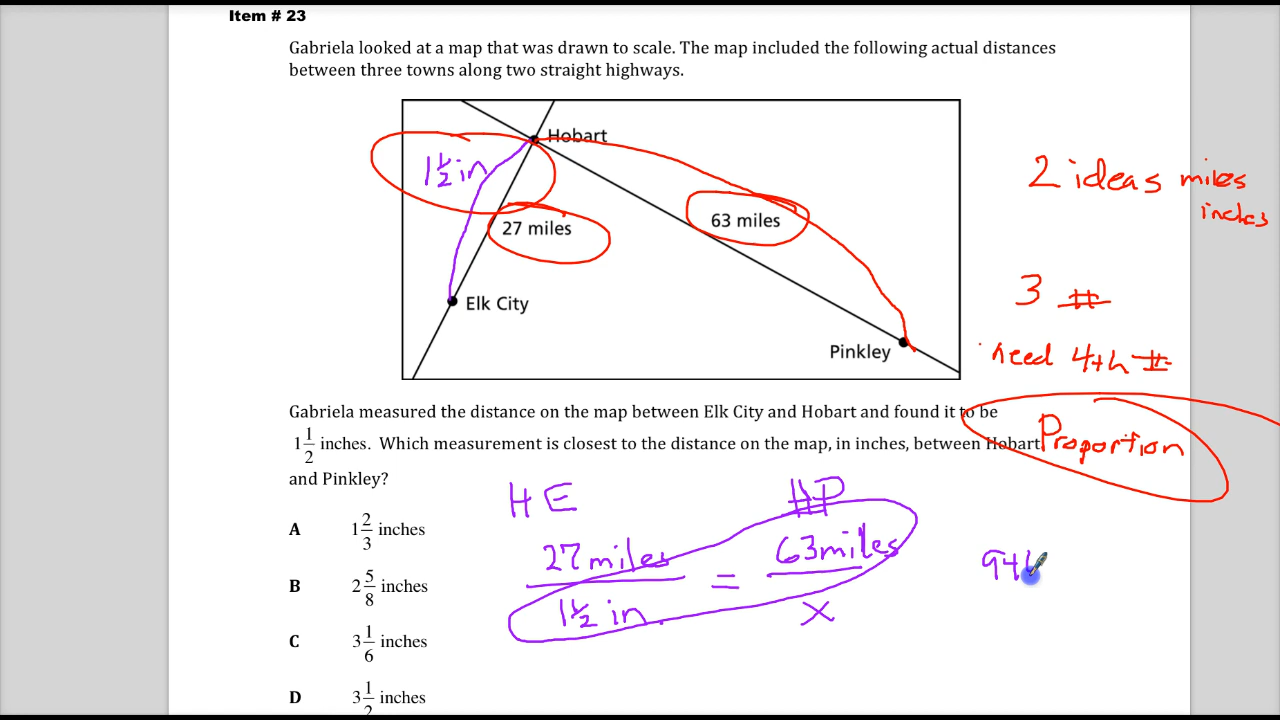 Item # 23
Gabriela looked at a map that was drawn to scale. The map included the following actual distances
between three towns along two straight highways.
Hobart
1 1/2 in
27 miles
63 miles
Elk City
Pinkley
2 ideas miles
inches
3 #
need 4th #
Proportion
Gabriela measured the distance on the map between Elk City and Hobart and found it to be
1 1/2 inches. Which measurement is closest to the distance on the map, in inches, between Hobart
and Pinkley?
HE HP
27 miles = 63 miles
1 1/2 in. x
94
A 1 2/3 inches
B 2 5/8 inches
C 3 1/6 inches
D 3 1/2 inches